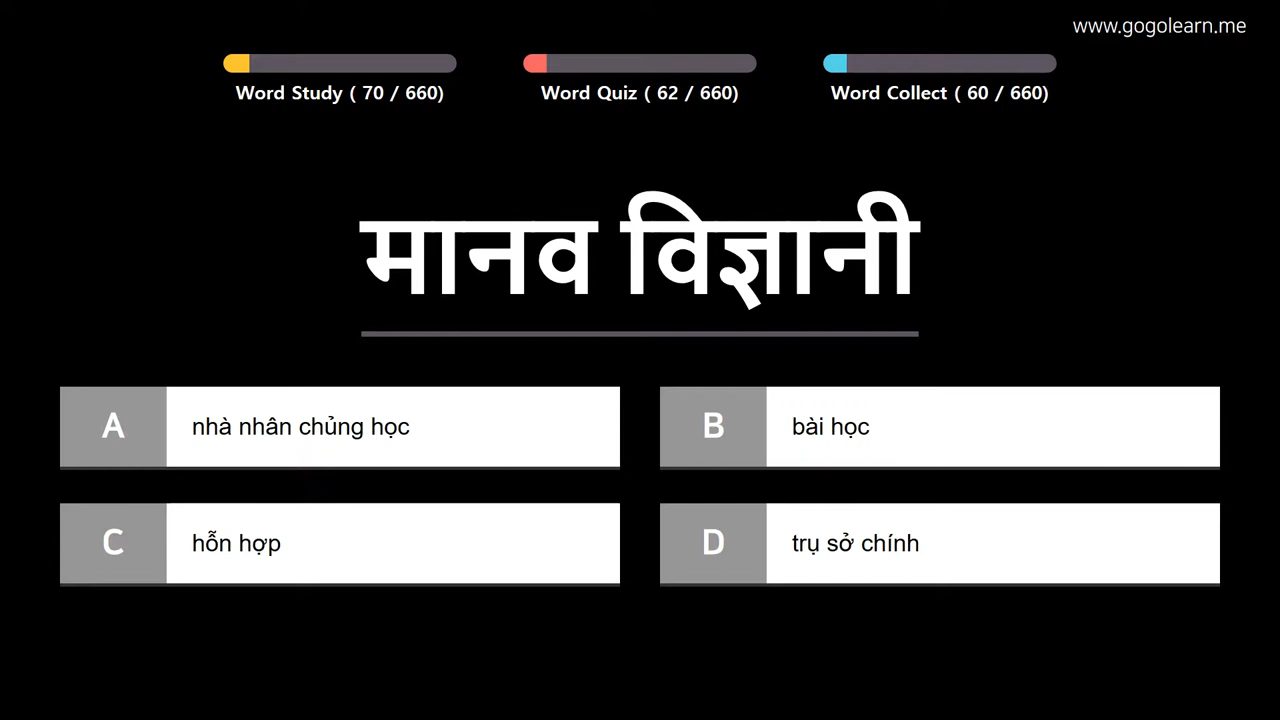 www.gogolearn.me
Word Study ( 70 / 660)
Word Quiz ( 62 / 660)
Word Collect ( 60 / 660)
मानव विज्ञानी
A nhà nhân chủng học
B bài học
C hỗn hợp
D trụ sở chính